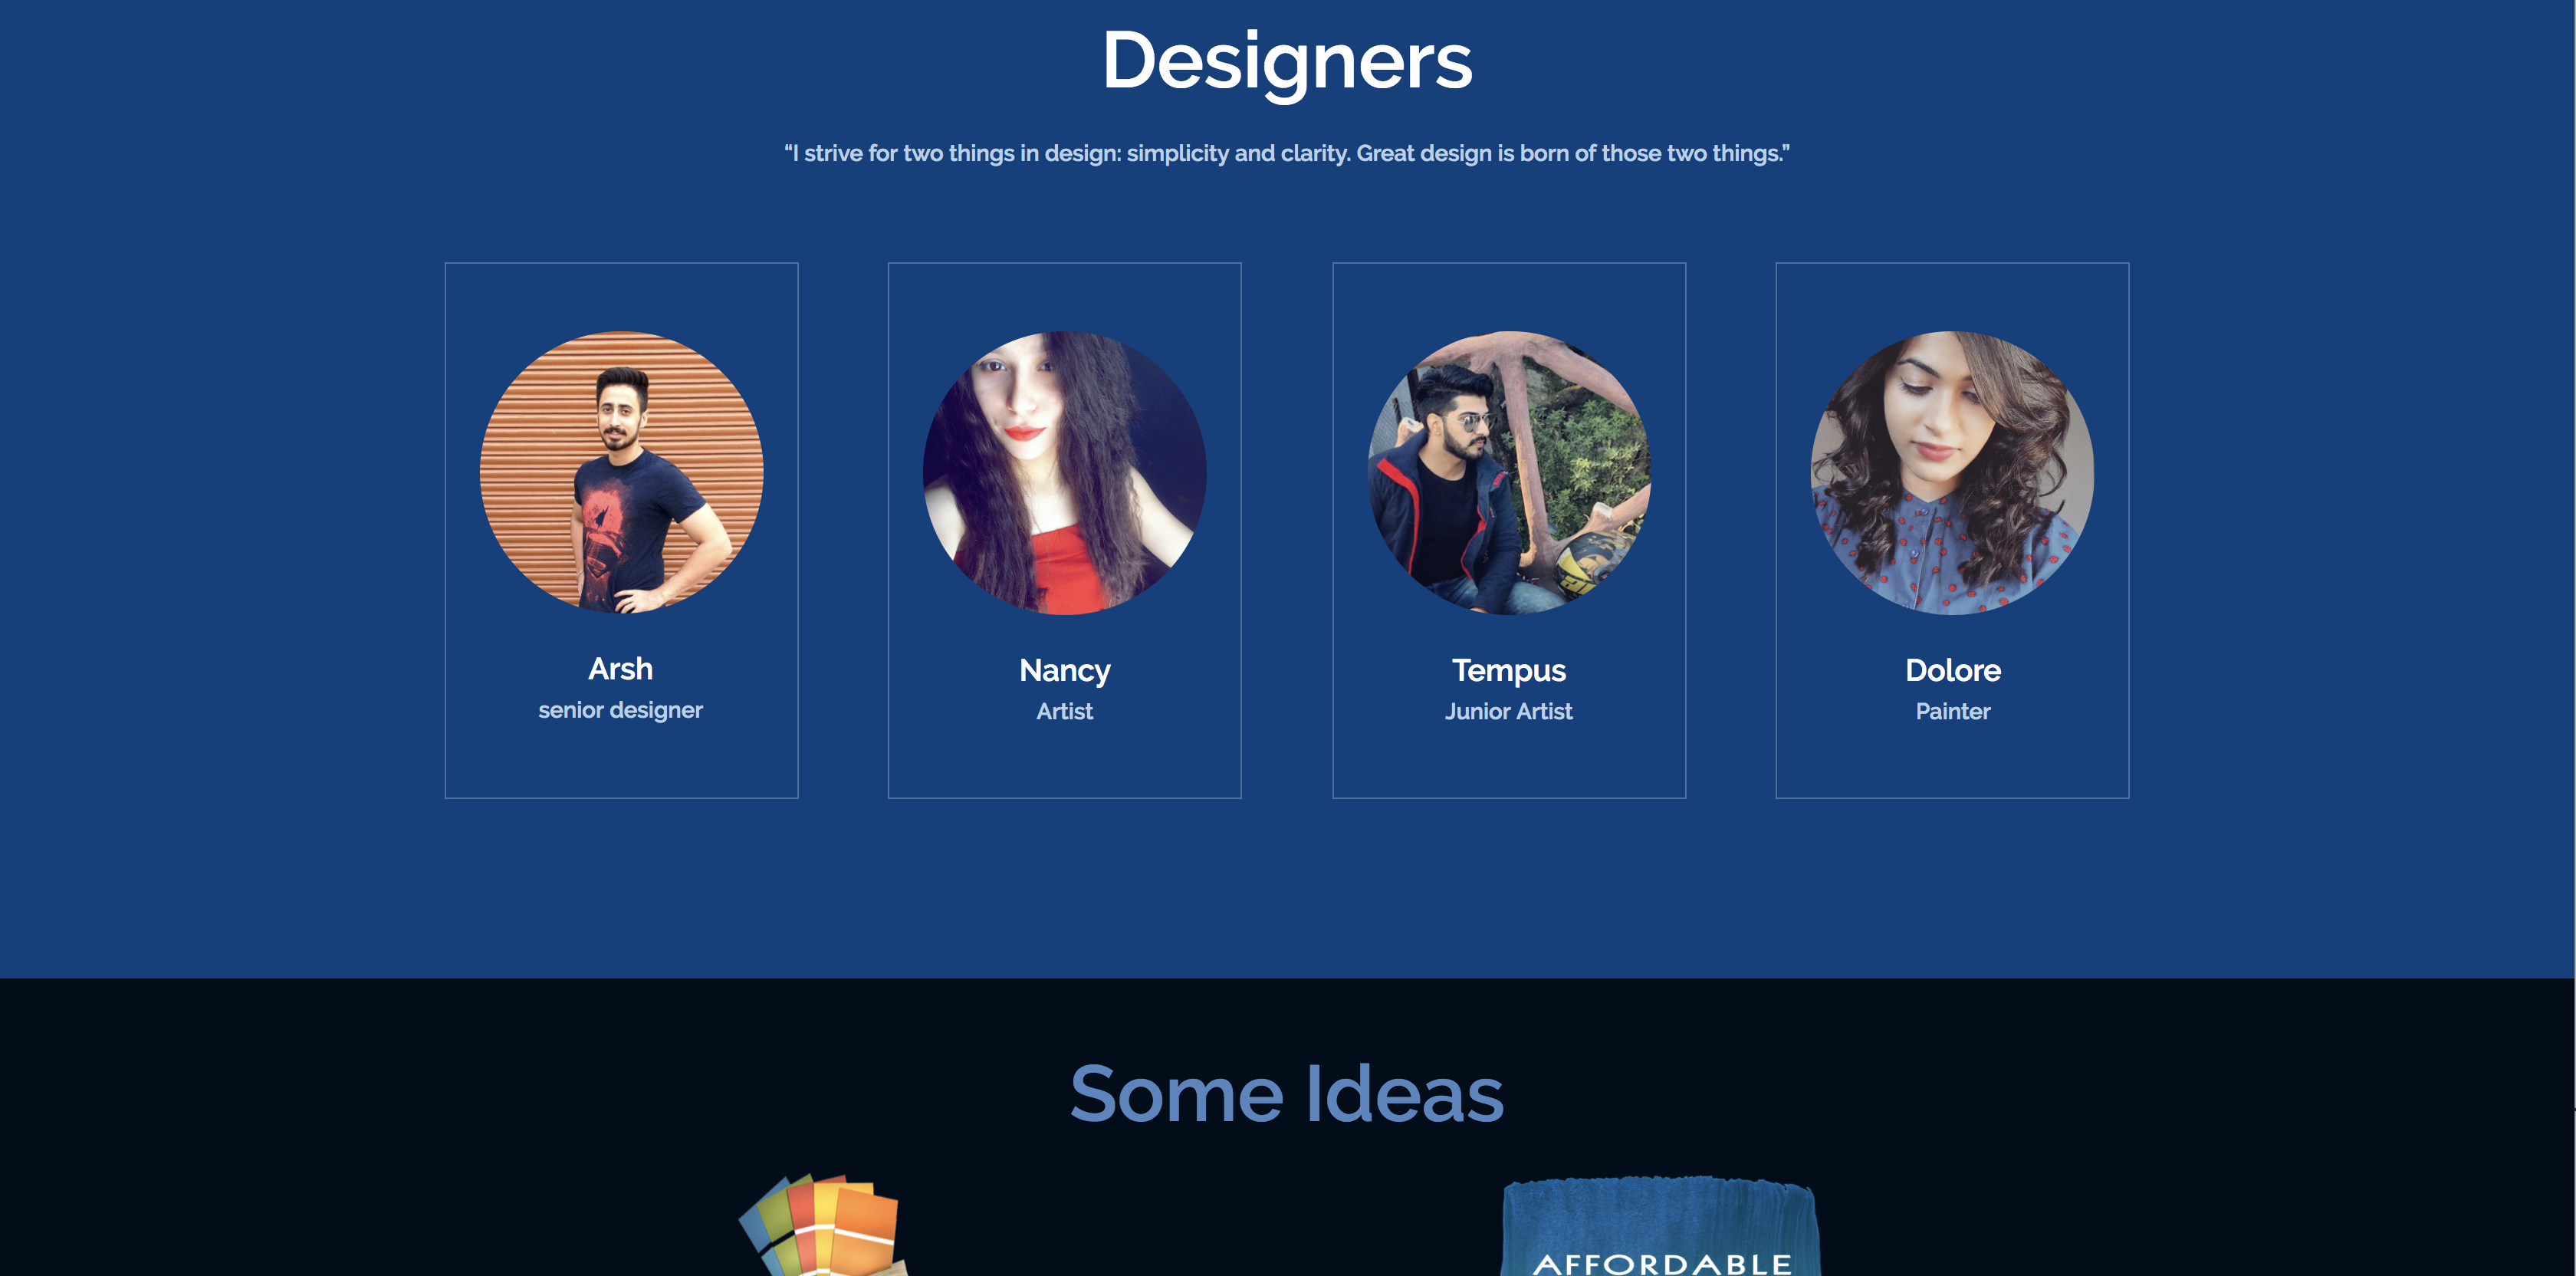 Designers
“I strive for two things in design: simplicity and clarity. Great design is born of those two things.”
Arsh
senior designer
Nancy
Artist
Tempus
Junior Artist
Dolore
Painter
Some Ideas
AFFORDABLE